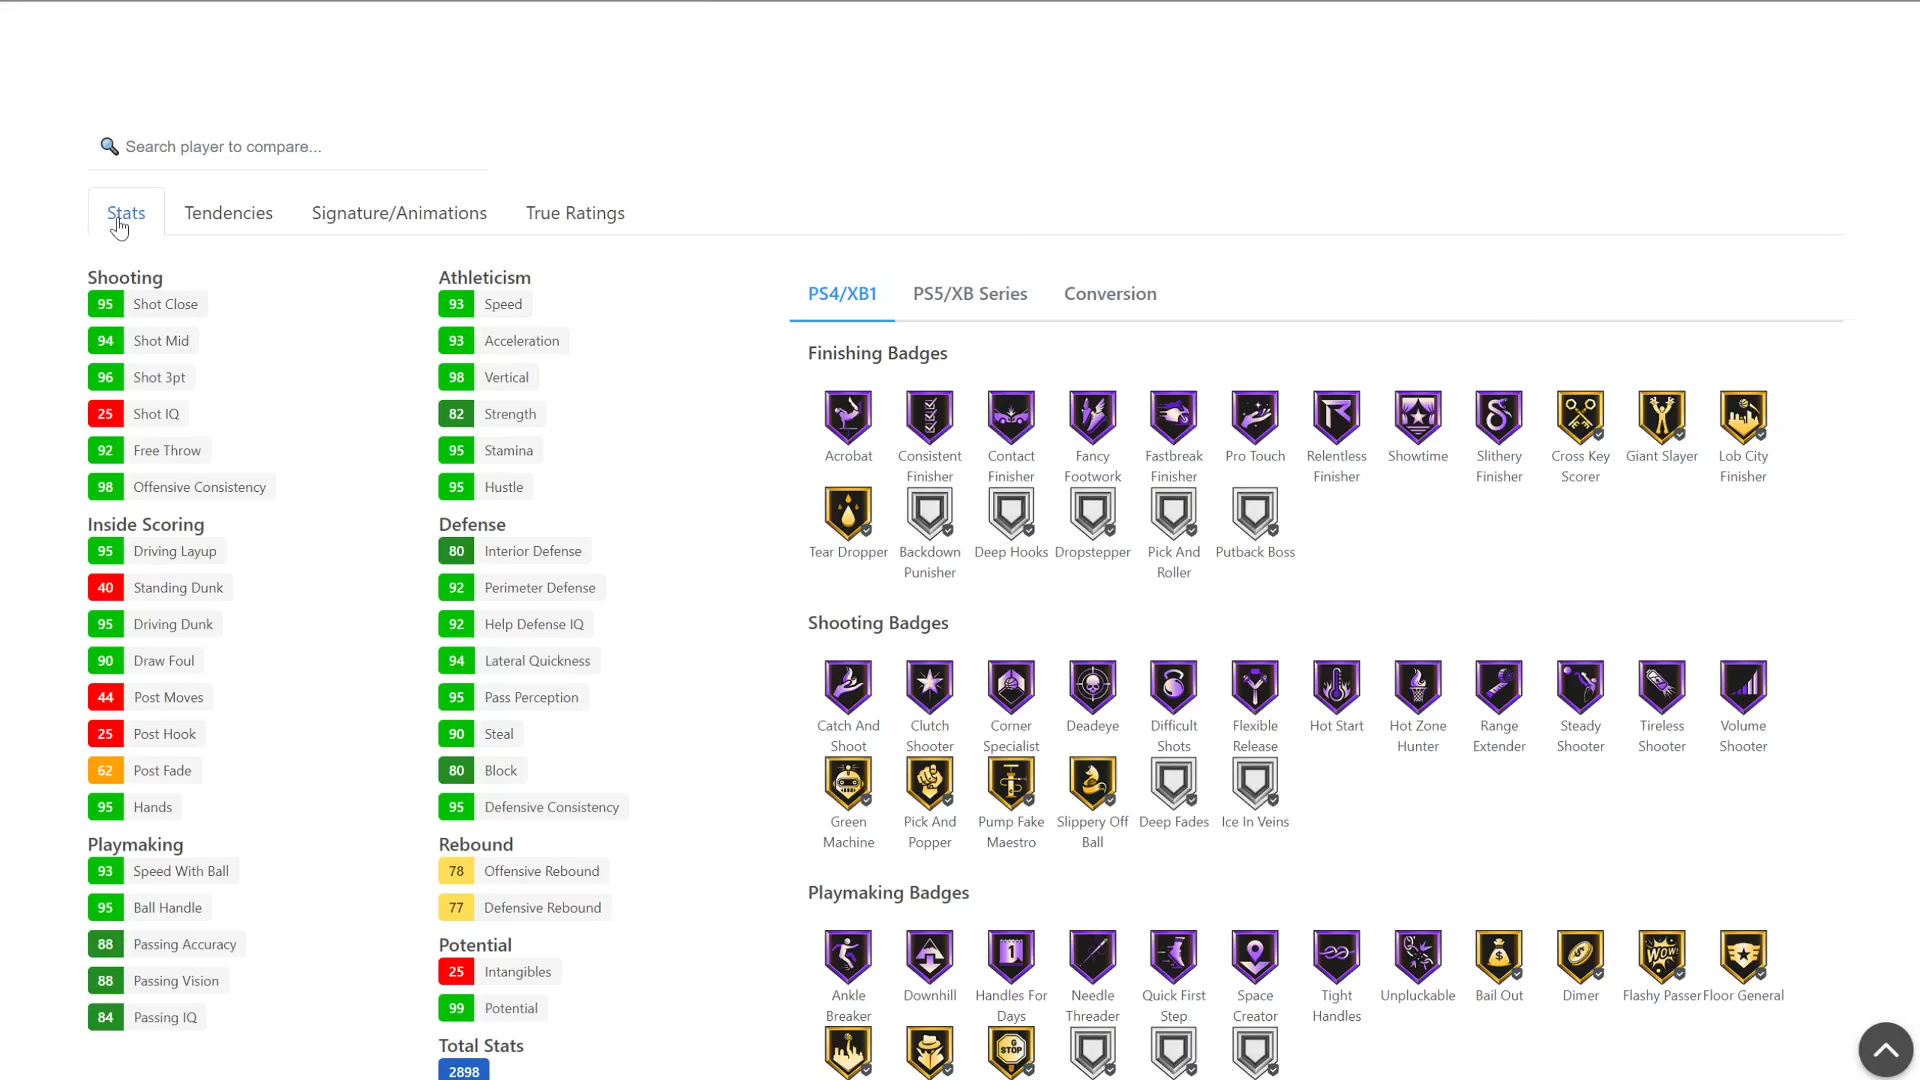 Search player to compare...
Stats Tendencies Signature/Animations True Ratings
Shooting
95 Shot Close
94 Shot Mid
96 Shot 3pt
25 Shot IQ
92 Free Throw
98 Offensive Consistency
Inside Scoring
95 Driving Layup
40 Standing Dunk
95 Driving Dunk
90 Draw Foul
44 Post Moves
25 Post Hook
62 Post Fade
95 Hands
Playmaking
93 Speed With Ball
95 Ball Handle
88 Passing Accuracy
88 Passing Vision
84 Passing IQ
Athleticism
93 Speed
93 Acceleration
98 Vertical
82 Strength
95 Stamina
95 Hustle
Defense
80 Interior Defense
92 Perimeter Defense
92 Help Defense IQ
94 Lateral Quickness
95 Pass Perception
90 Steal
80 Block
95 Defensive Consistency
Rebound
78 Offensive Rebound
77 Defensive Rebound
Potential
25 Intangibles
99 Potential
Total Stats
2898
PS4/XB1 PS5/XB Series Conversion
Finishing Badges
Acrobat Consistent Contact Fancy Fastbreak Pro Touch Relentless Showtime Slithery Cross Key Giant Slayer Lob City
Finisher Finisher Footwork Finisher Finisher Finisher Scorer Finisher
Tear Dropper Backdown Deep Hooks Dropstepper Pick And Putback Boss
Punisher Roller
Shooting Badges
Catch And Clutch Corner Deadeye Difficult Flexible Hot Start Hot Zone Range Steady Tireless Volume
Shoot Shooter Specialist Shots Release Hunter Extender Shooter Shooter Shooter
Green Pick And Pump Fake Slippery Off Deep Fades Ice In Veins
Machine Popper Maestro Ball
Playmaking Badges
1
$
WOW!
Ankle Downhill Handles For Needle Quick First Space Tight Unpluckable Bail Out Dimer Flashy Passer Floor General
Breaker Days Threader Step Creator Handles
G
STOP